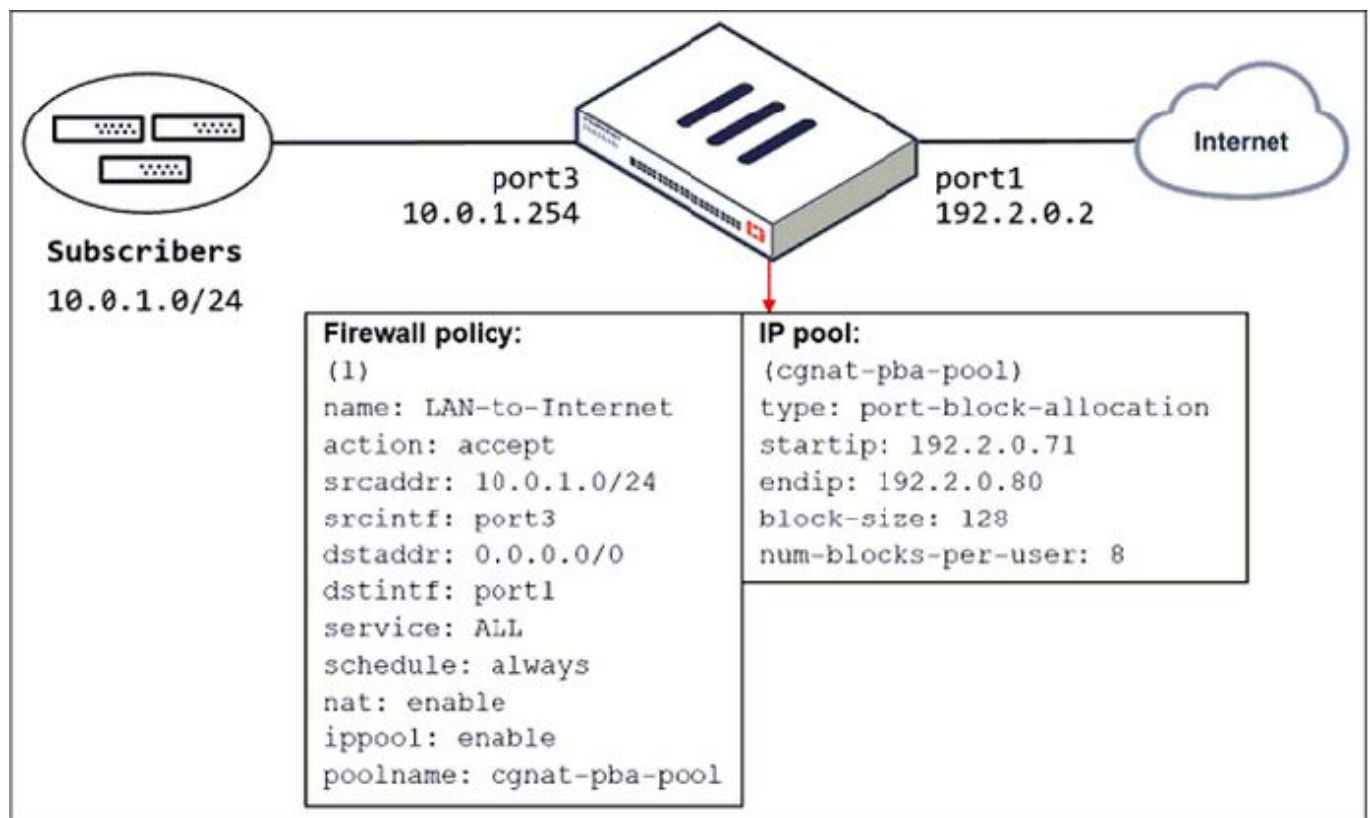 port3
10.0.1.254
port1
192.2.0.2
Internet
Subscribers
10.0.1.0/24
Firewall policy:
(1)
name: LAN-to-Internet
action: accept
srcaddr: 10.0.1.0/24
srcintf: port3
dstaddr: 0.0.0.0/0
dstintf: port1
service: ALL
schedule: always
nat: enable
ippool: enable
poolname: cgnat-pba-pool
IP pool:
(cgnat-pba-pool)
type: port-block-allocation
startip: 192.2.0.71
endip: 192.2.0.80
block-size: 128
num-blocks-per-user: 8